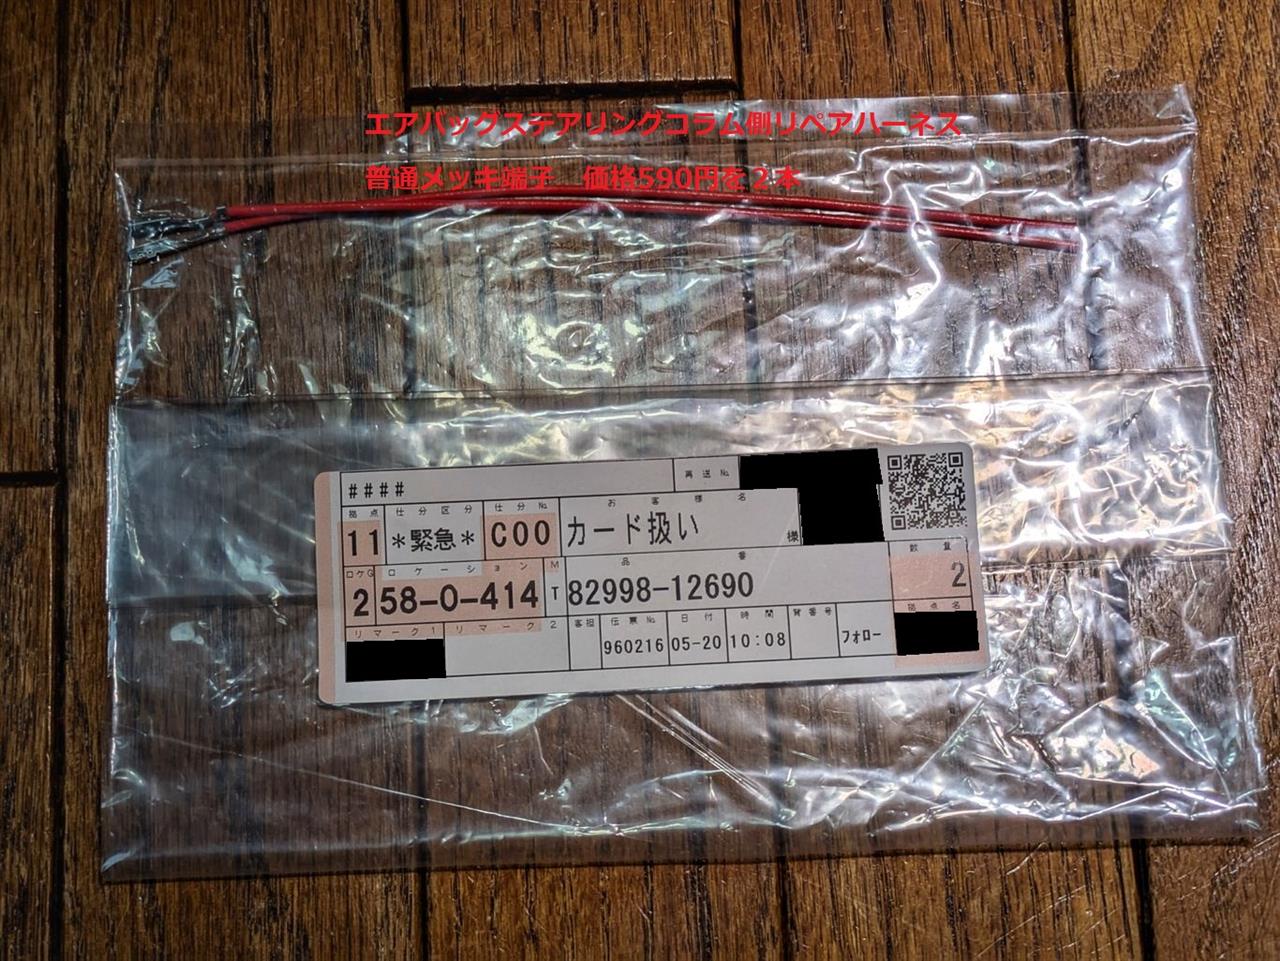 エアバッグステアリングコラム側リペアハーネス
普通メッキ端子　価格590円を２本
####
再送 №
拠点 仕分区分 仕分 № お客様名
11 *緊急* C00 カード扱い 様
ロケG ロケーション M 品番 数量
2 58-0-414 T 82998-12690 2
リマーク1 リマーク2 客担 伝票№ 日付 時間 貨番号 拠点名
960216 05-20 10:08 フォロー